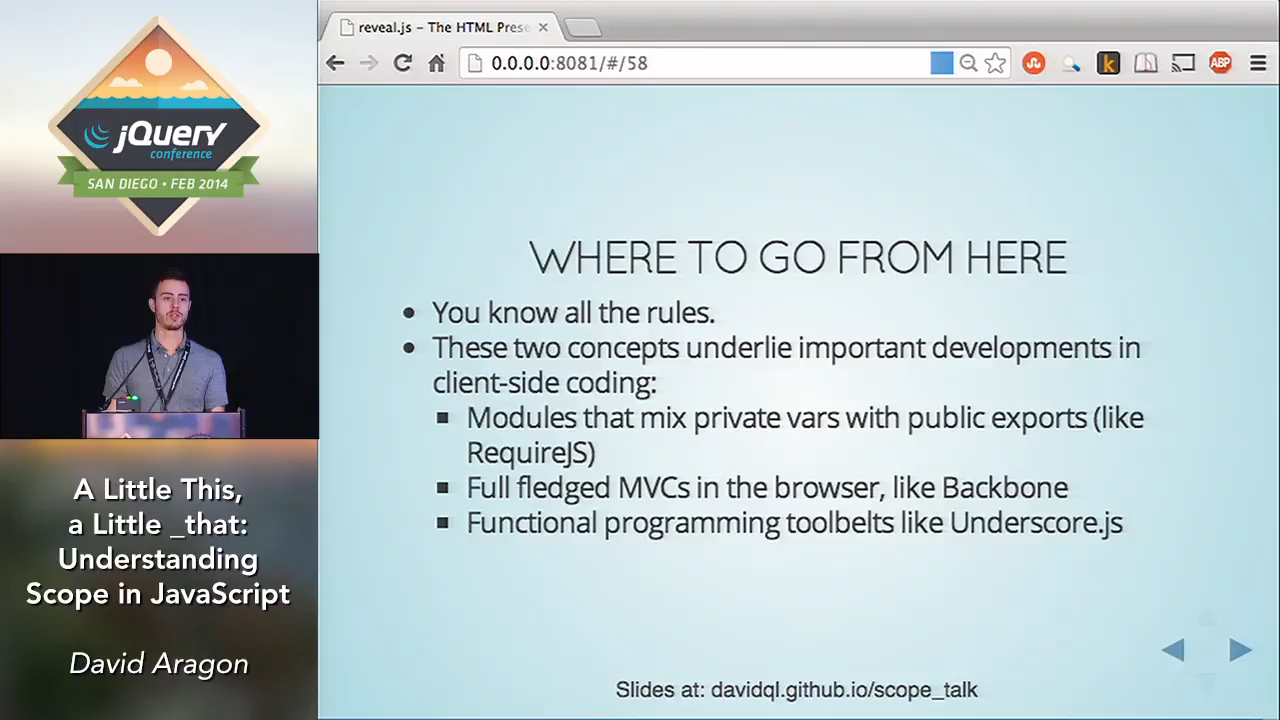 jQuery
conference
SAN DIEGO • FEB 2014
A Little This,
a Little _that:
Understanding
Scope in JavaScript
David Aragon
reveal.js – The HTML Prese
0.0.0.0:8081/#/58
k
ABP
WHERE TO GO FROM HERE
• You know all the rules.
• These two concepts underlie important developments in
client-side coding:
▪ Modules that mix private vars with public exports (like
RequireJS)
▪ Full fledged MVCs in the browser, like Backbone
▪ Functional programming toolbelts like Underscore.js
Slides at: davidql.github.io/scope_talk